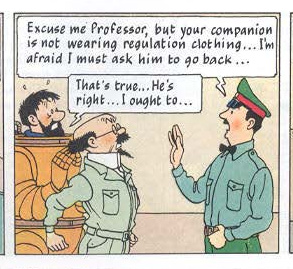 Excuse me Professor, but your companion
is not wearing regulation clothing... I'm
afraid I must ask him to go back...
That's true... He's
right... I ought to...